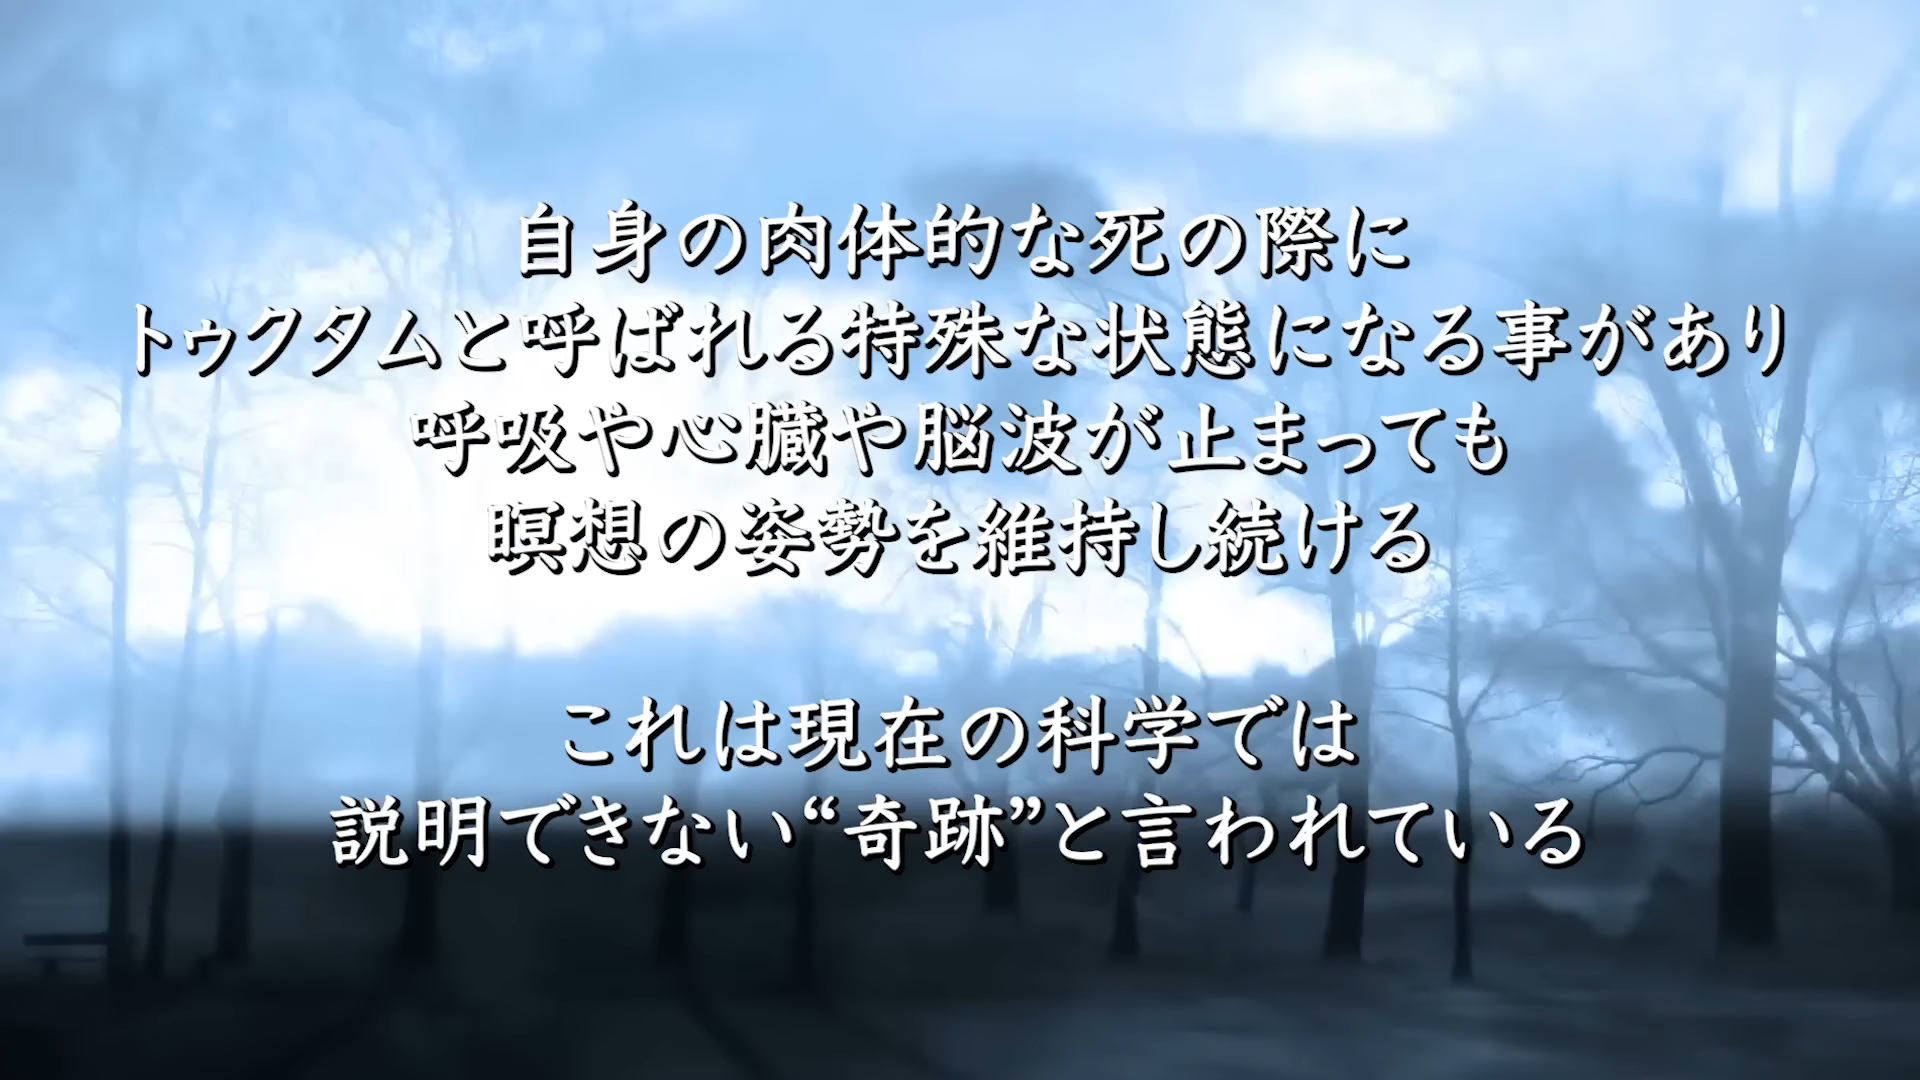 自身の肉体的な死の際に
トゥクダムと呼ばれる特殊な状態になる事があり
呼吸や心臓や脳波が止まっても
瞑想の姿勢を維持し続ける
これは現在の科学では
説明できない“奇跡”と言われている